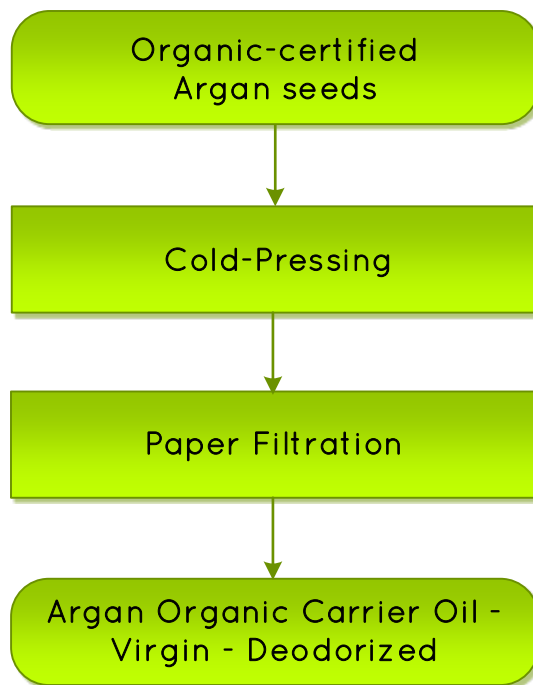 Organic-certified
Argan seeds
Cold-Pressing
Paper Filtration
Argan Organic Carrier Oil -
Virgin - Deodorized